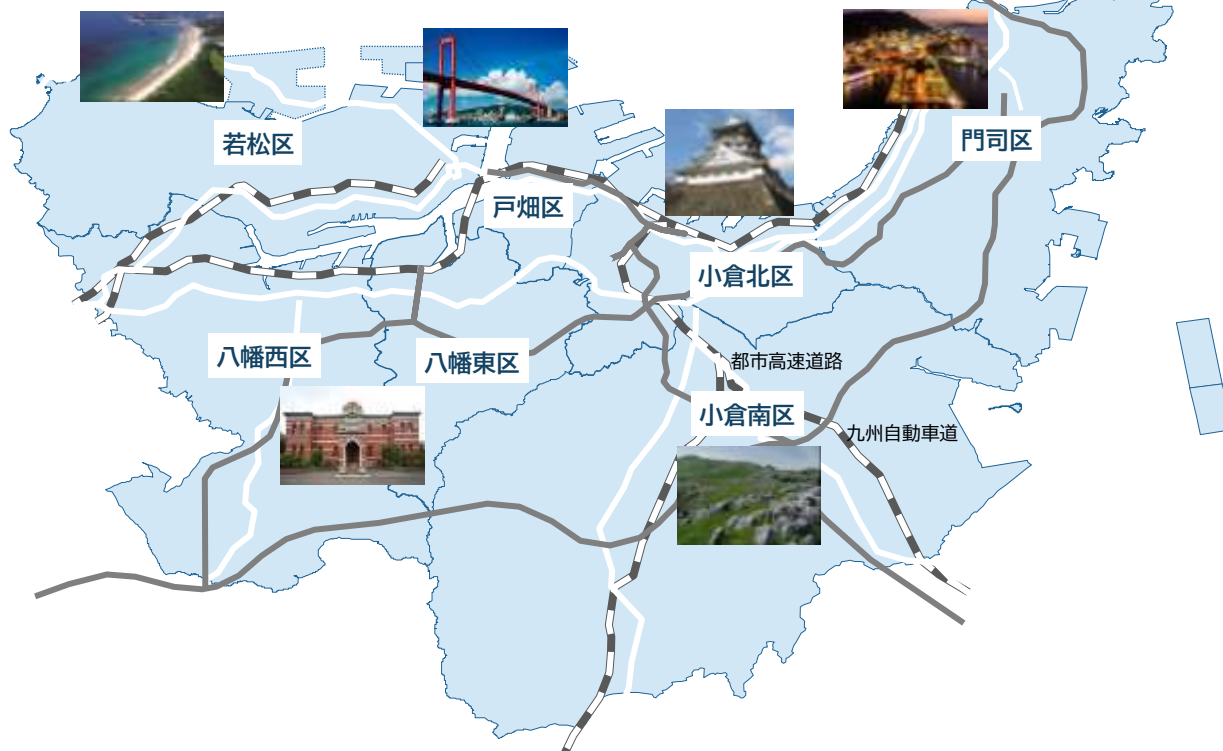 若松区
門司区
戸畑区
小倉北区
八幡西区
八幡東区
都市高速道路
小倉南区
九州自動車道